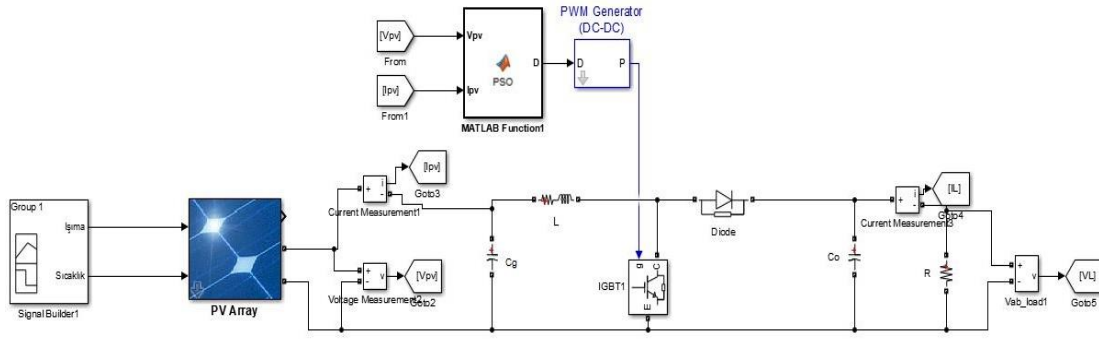 PWM Generator
(DC-DC)
[Vpv]
From
[Ipv]
From1
Vpv
Ipv
PSO
D
MATLAB Function1
D
P
[Ipv]
Goto3
+
-
i
Current Measurement1
Group 1
Işıma
Sıcaklık
Signal Builder1
PV Array
+
-
v
Voltage Measurement2
[Vpv]
Goto2
Cg
L
g
C
E
IGBT1
Diode
Co
+
-
i
Current Measurement3
[IL]
Goto4
R
+
-
v
Vab_load1
[VL]
Goto5